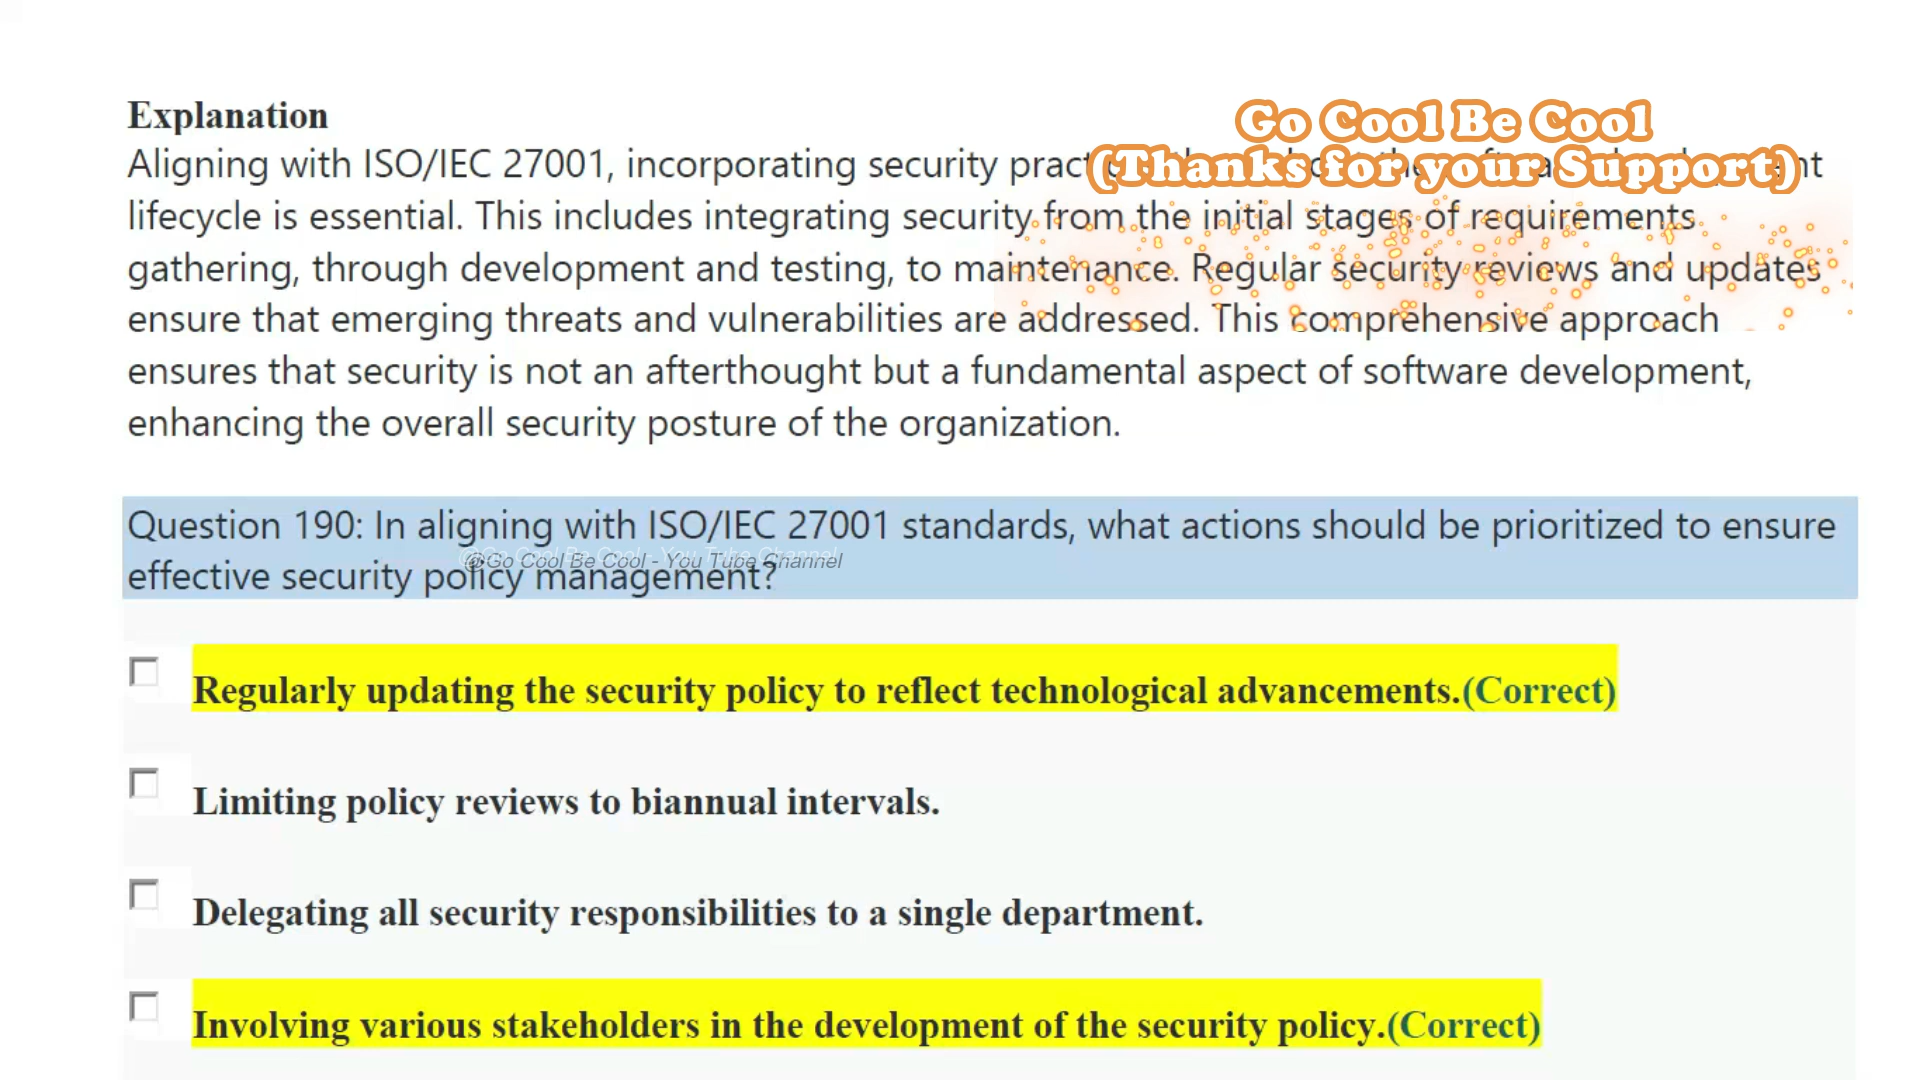 Explanation
Go Cool Be Cool
(Thanks for your Support)
Aligning with ISO/IEC 27001, incorporating security
lifecycle is essential. This includes integrating security from the initial stages of requirements
gathering, through development and testing, to maintenance. Regular security reviews and updates
ensure that emerging threats and vulnerabilities are addressed. This comprehensive approach
ensures that security is not an afterthought but a fundamental aspect of software development,
enhancing the overall security posture of the organization.
Question 190: In aligning with ISO/IEC 27001 standards, what actions should be prioritized to ensure
effective security policy management?
@Go Cool Be Cool - You Tube Channel
Regularly updating the security policy to reflect technological advancements.(Correct)
Limiting policy reviews to biannual intervals.
Delegating all security responsibilities to a single department.
Involving various stakeholders in the development of the security policy.(Correct)